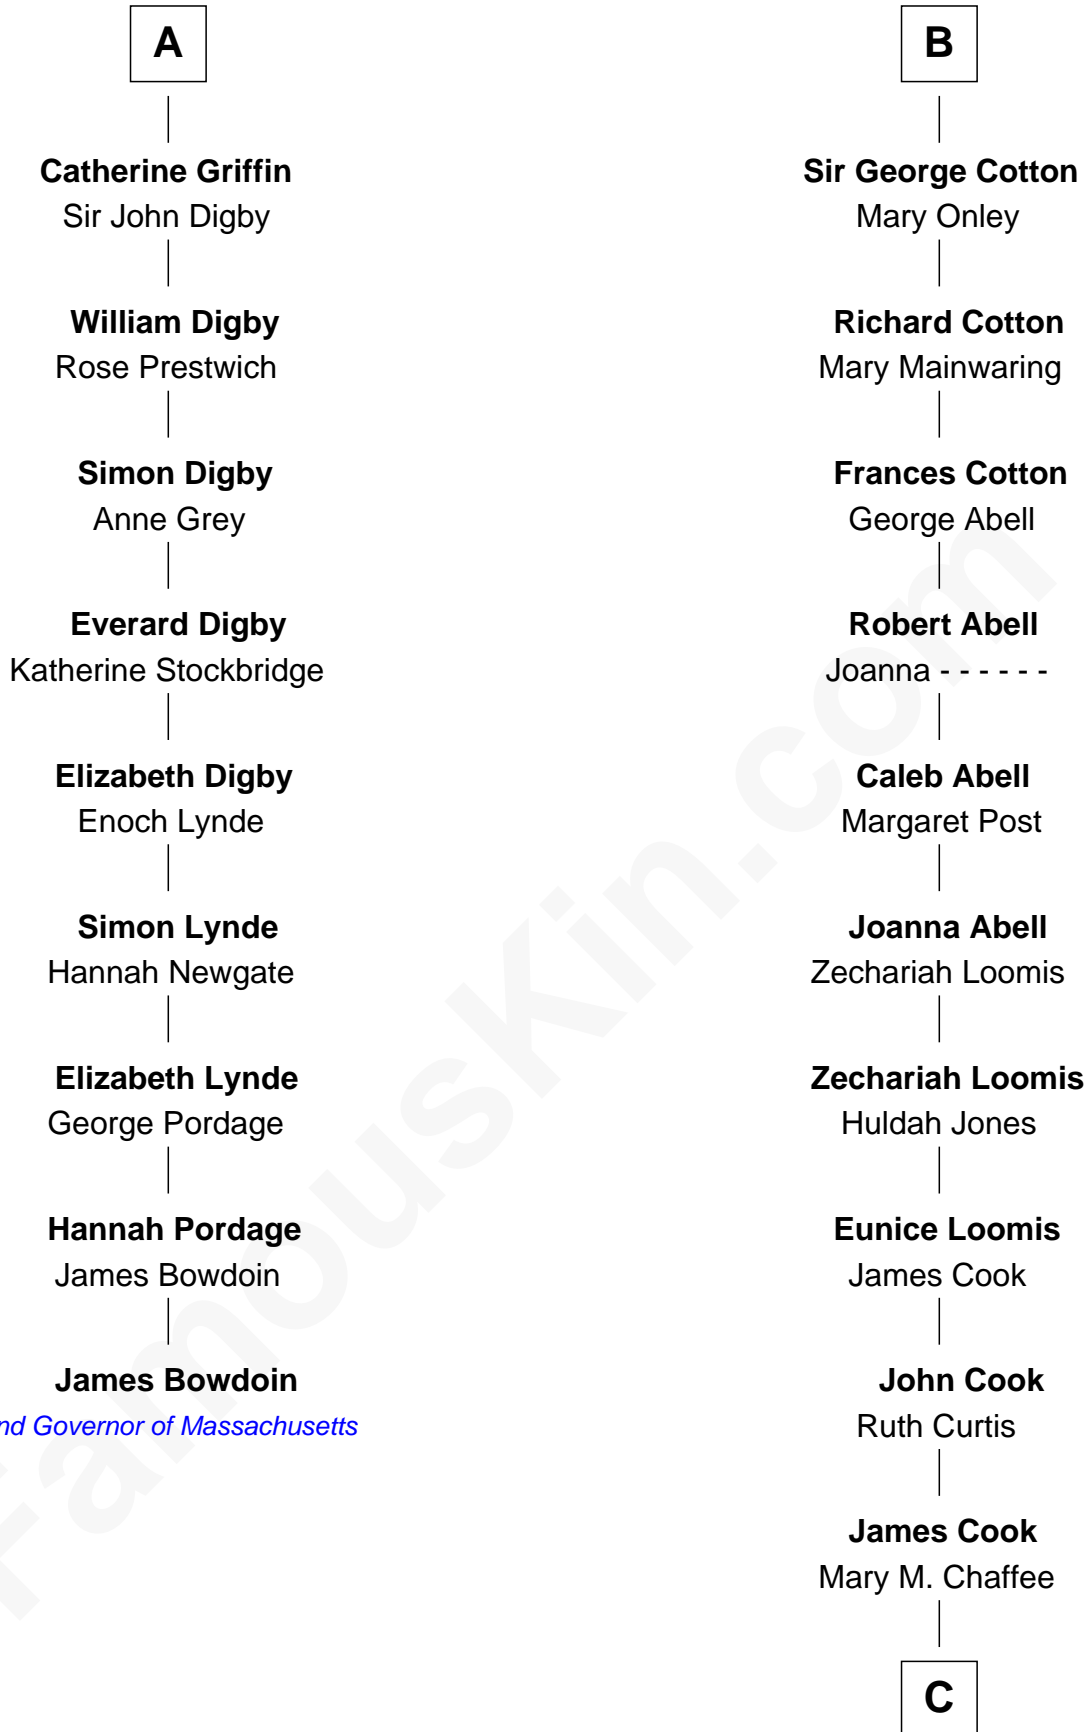 A
Catherine Griffin
Sir John Digby
William Digby
Rose Prestwich
Simon Digby
Anne Grey
Everard Digby
Katherine Stockbridge
Elizabeth Digby
Enoch Lynde
Simon Lynde
Hannah Newgate
Elizabeth Lynde
George Pordage
Hannah Pordage
James Bowdoin
James Bowdoin
nd Governor of Massachusetts
B
Sir George Cotton
Mary Onley
Richard Cotton
Mary Mainwaring
Frances Cotton
George Abell
Robert Abell
Joanna - - - - - -
Caleb Abell
Margaret Post
Joanna Abell
Zechariah Loomis
Zechariah Loomis
Huldah Jones
Eunice Loomis
James Cook
John Cook
Ruth Curtis
James Cook
Mary M. Chaffee
C
FamousKin.com